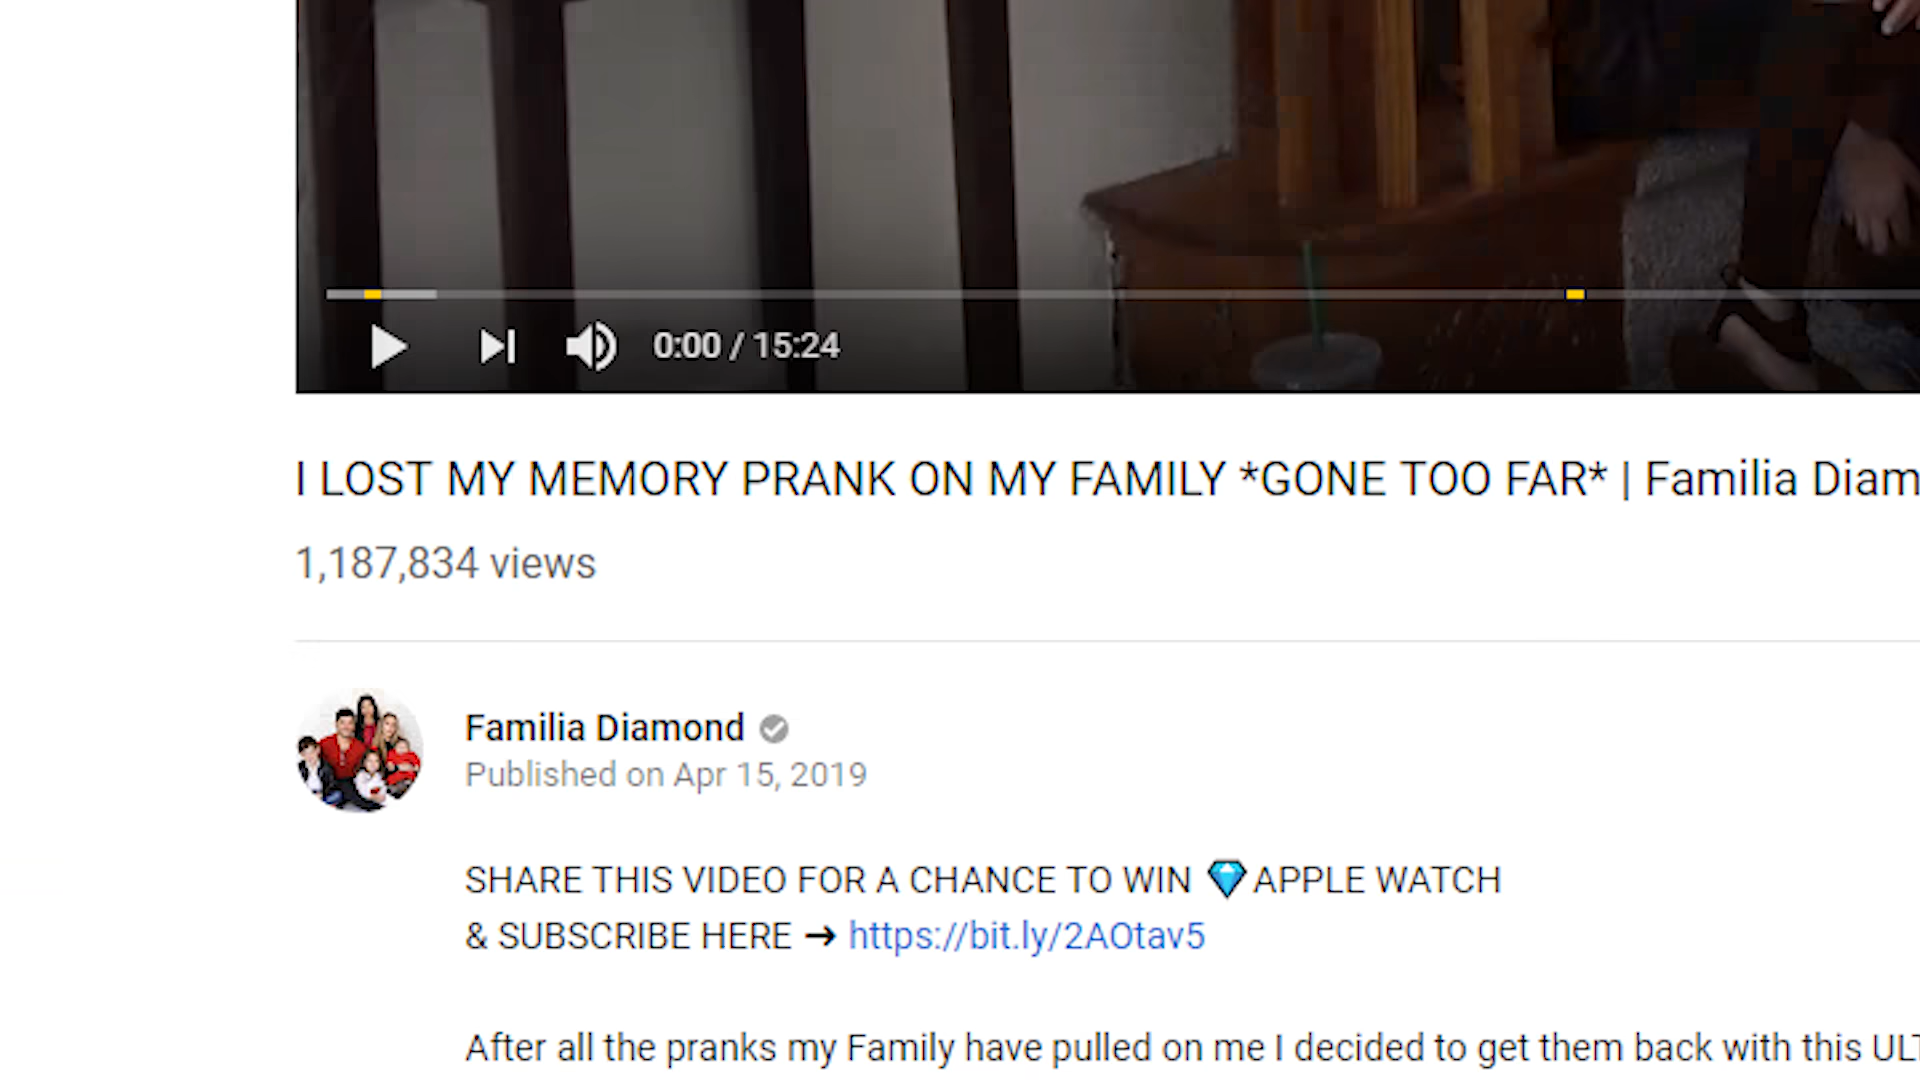 0:00 / 15:24
I LOST MY MEMORY PRANK ON MY FAMILY *GONE TOO FAR* | Familia Diam
1,187,834 views
Familia Diamond
Published on Apr 15, 2019
SHARE THIS VIDEO FOR A CHANCE TO WIN 💎APPLE WATCH
& SUBSCRIBE HERE ➞ https://bit.ly/2AOtav5
After all the pranks my Family have pulled on me I decided to get them back with this ULT